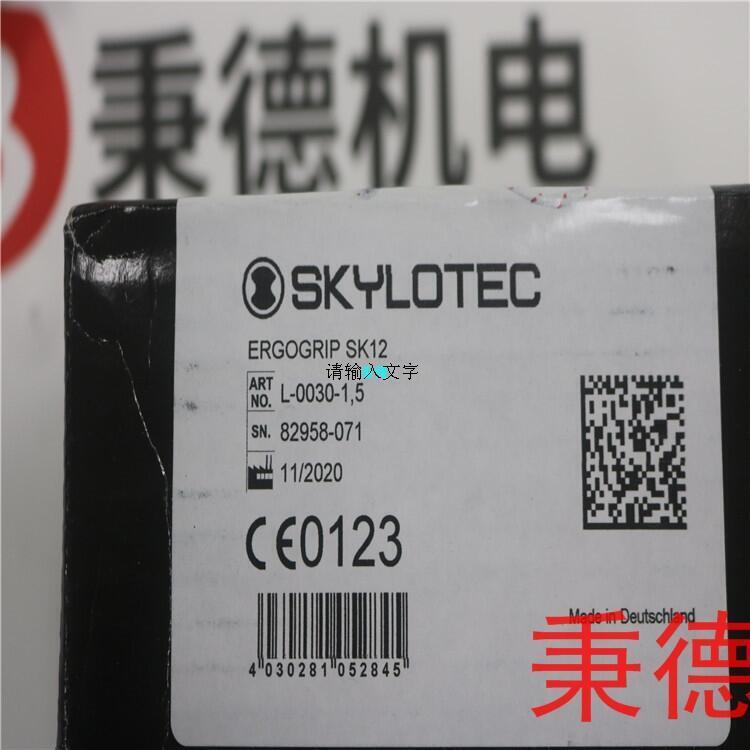 秉德机电
SKYLOTEC
ERGOGRIP SK12
请输入文字
ART NO. L-0030-1,5
SN. 82958-071
11/2020
CE0123
4 030281 052845
Made in Deutschland
秉德